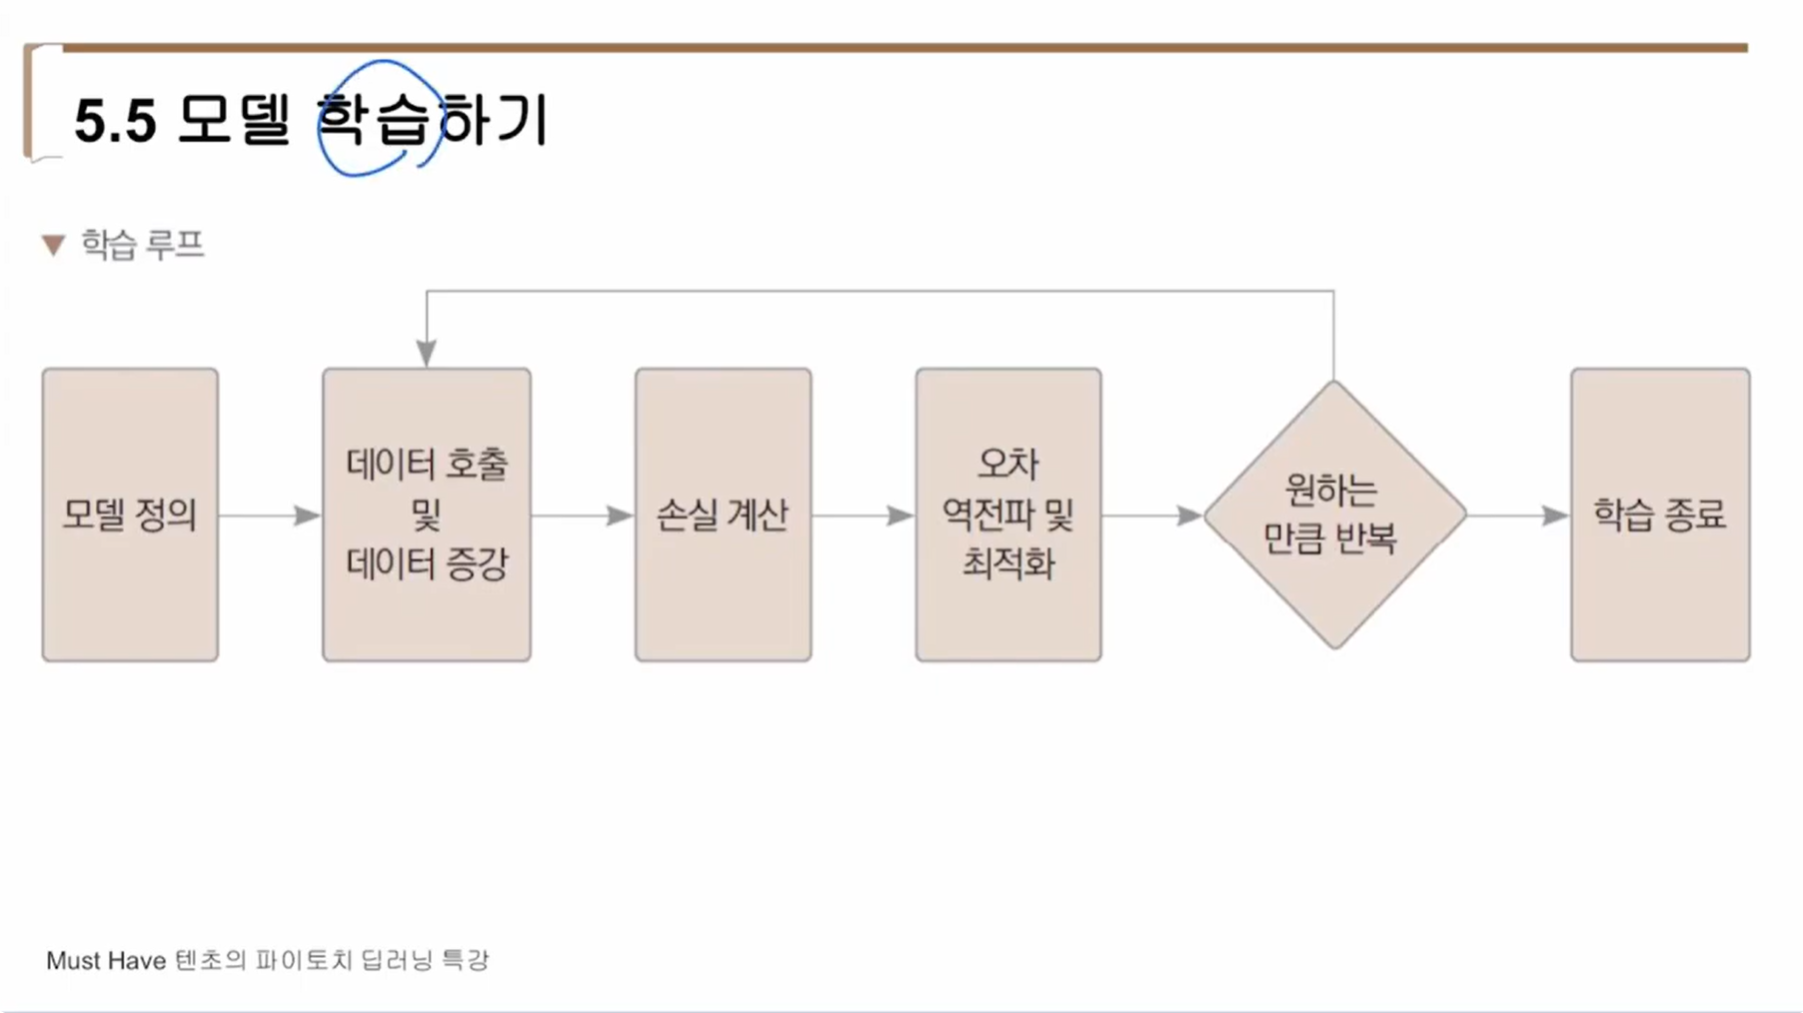 5.5 모델 학습하기
▼ 학습 루프
모델 정의
데이터 호출
및
데이터 증강
손실 계산
오차
역전파 및
최적화
원하는
만큼 반복
학습 종료
Must Have 텐초의 파이토치 딥러닝 특강